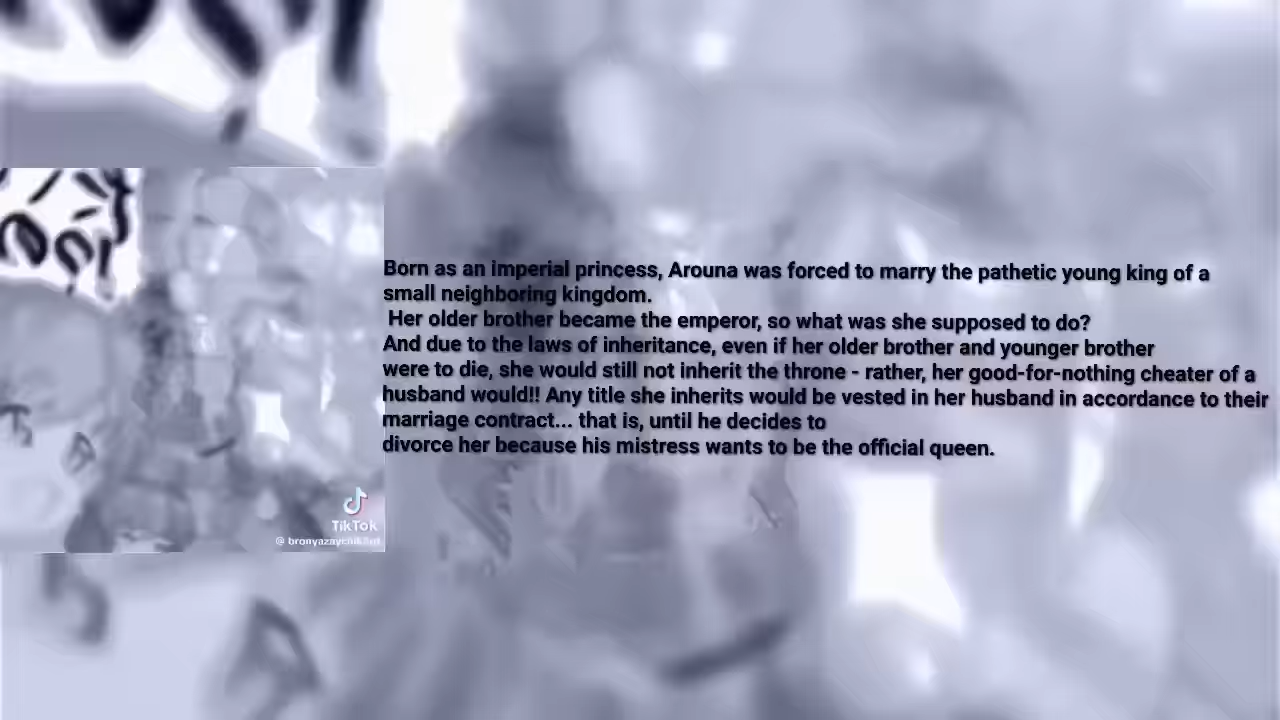 Born as an imperial princess, Arouna was forced to marry the pathetic young king of a
small neighboring kingdom.
Her older brother became the emperor, so what was she supposed to do?
And due to the laws of inheritance, even if her older brother and younger brother
were to die, she would still not inherit the throne - rather, her good-for-nothing cheater of a
husband would!! Any title she inherits would be vested in her husband in accordance to their
marriage contract... that is, until he decides to
divorce her because his mistress wants to be the official queen.
TikTok